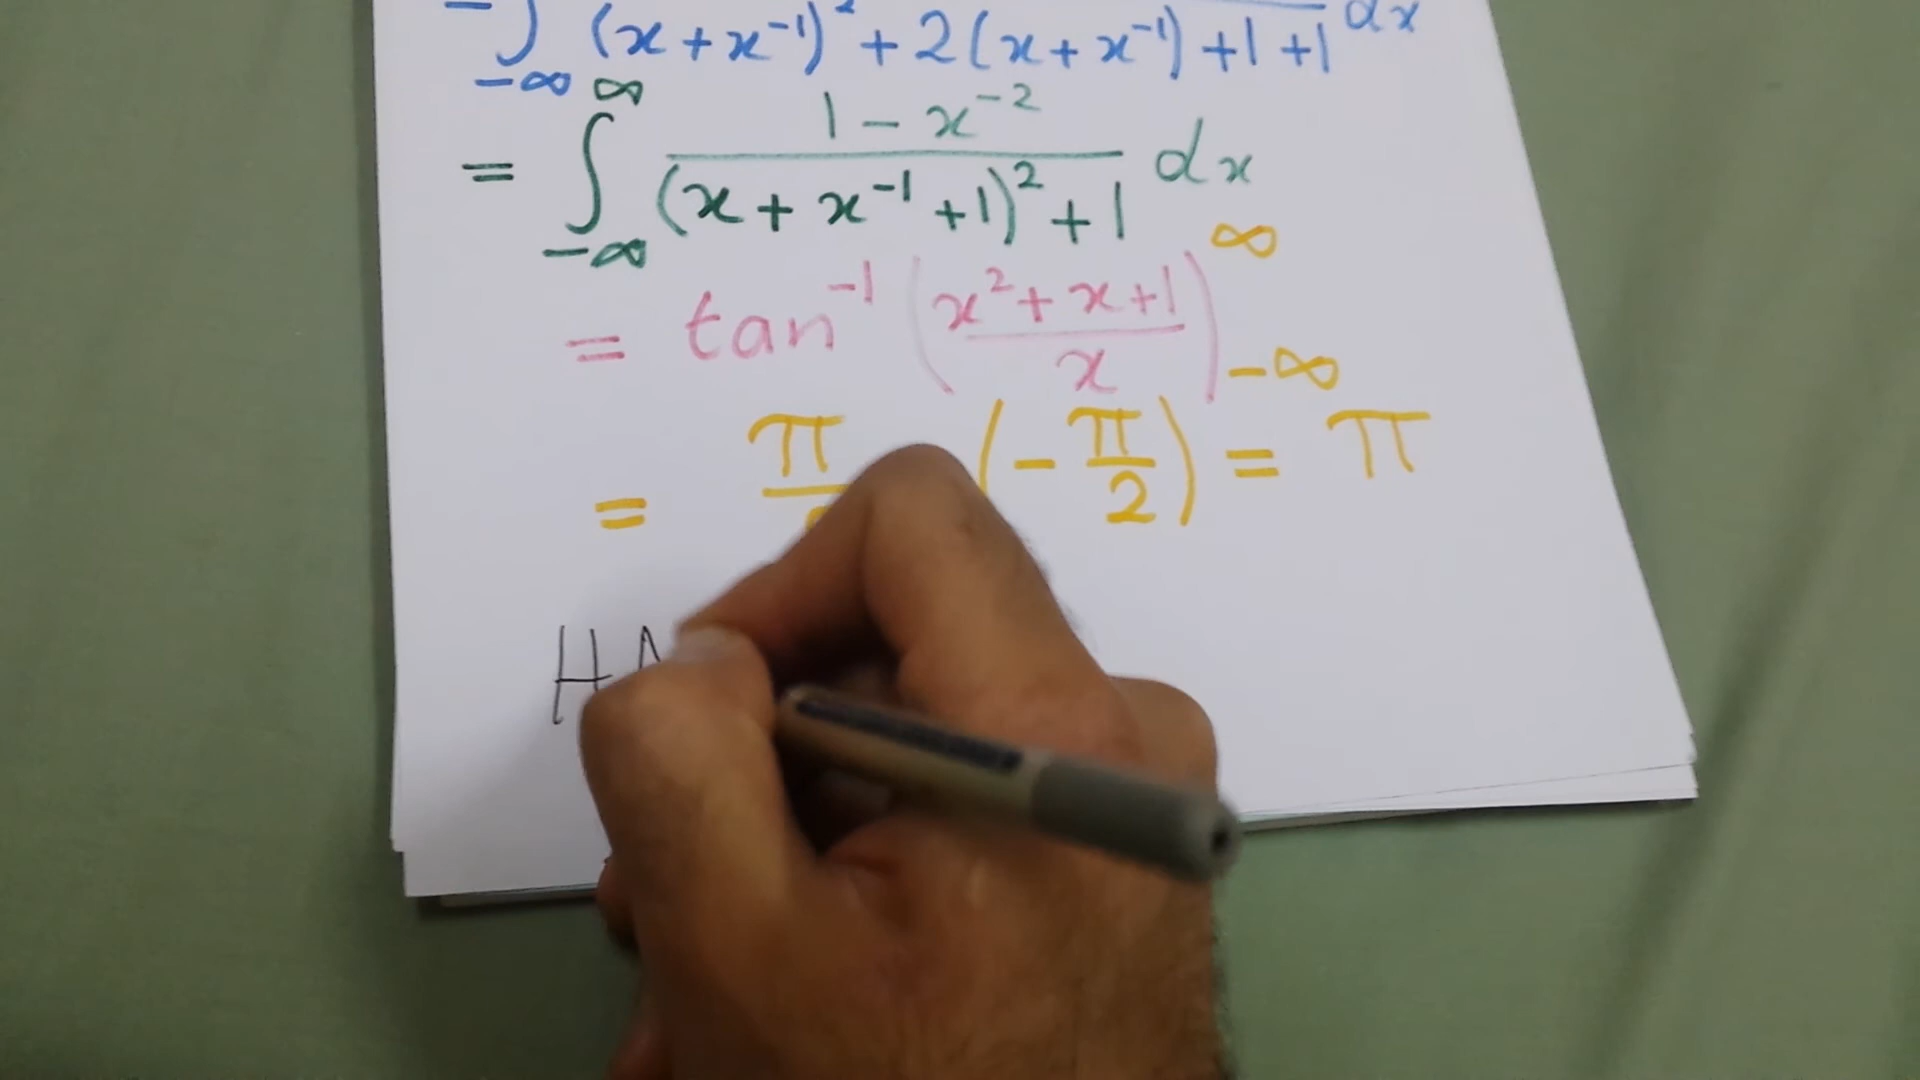 ∫ (x + x⁻¹)² + 2(x + x⁻¹) + 1 + 1 dx
-∞
= ∫_{-∞}^{∞} (1 - x⁻²) / ((x + x⁻¹ + 1)² + 1) dx
= tan⁻¹ ((x² + x + 1) / x) ∞ -∞
= π (-π/2) = π
H